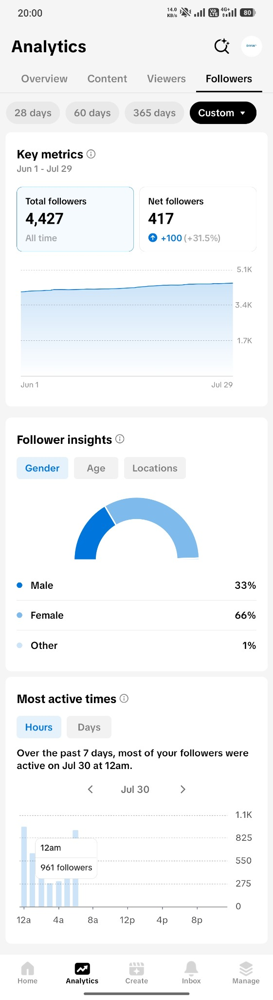 20:00
14.0
KB/s
Vo
LTE
4G+
80
Analytics
DIVIA
Overview
Content
Viewers
Followers
28 days
60 days
365 days
Custom
Key metrics
Jun 1 - Jul 29
Total followers
4,427
All time
Net followers
417
+100 (+31.5%)
5.1K
3.4K
1.7K
Jun 1
Jul 29
Follower insights
Gender
Age
Locations
Male
33%
Female
66%
Other
1%
Most active times
Hours
Days
Over the past 7 days, most of your followers were
active on Jul 30 at 12am.
Jul 30
1.1K
825
550
275
0
12am
961 followers
12a
4a
8a
12p
4p
8p
Home
Analytics
Create
Inbox
Manage